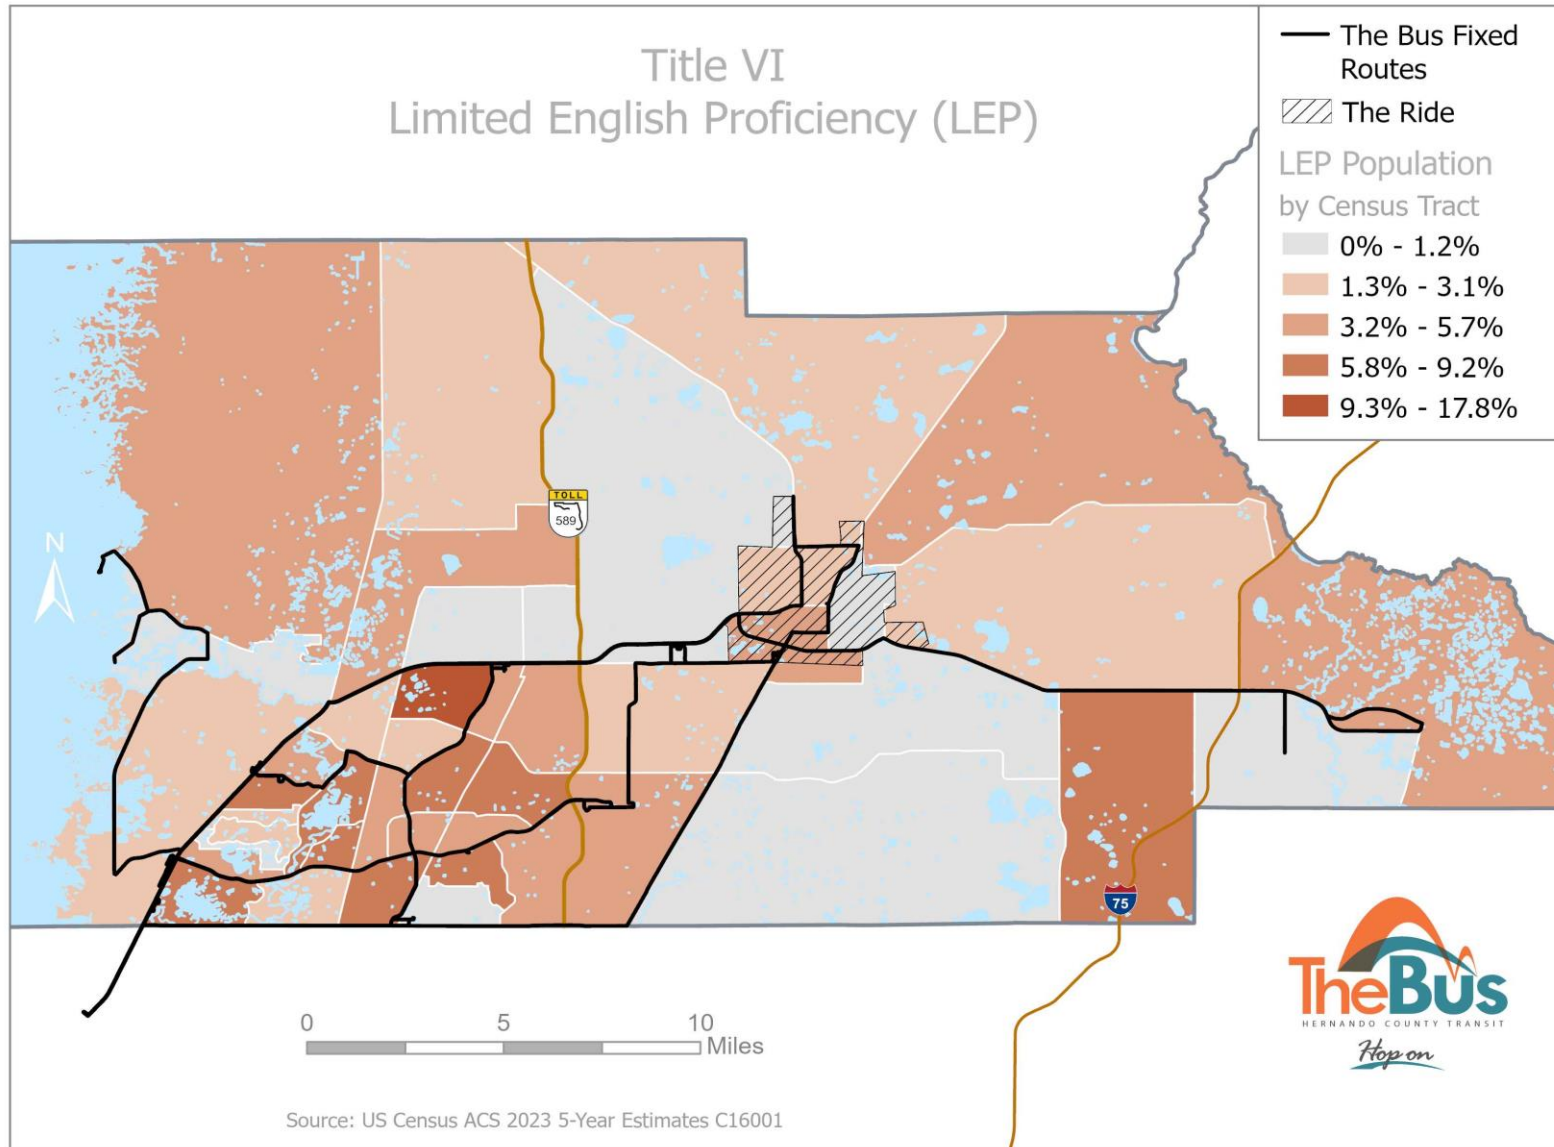 Title VI
Limited English Proficiency (LEP)
The Bus Fixed
Routes
The Ride
LEP Population
by Census Tract
0% - 1.2%
1.3% - 3.1%
3.2% - 5.7%
5.8% - 9.2%
9.3% - 17.8%
TOLL
589
N
75
0 5 10
Miles
TheBus
HERNANDO COUNTY TRANSIT
Hop on
Source: US Census ACS 2023 5-Year Estimates C16001